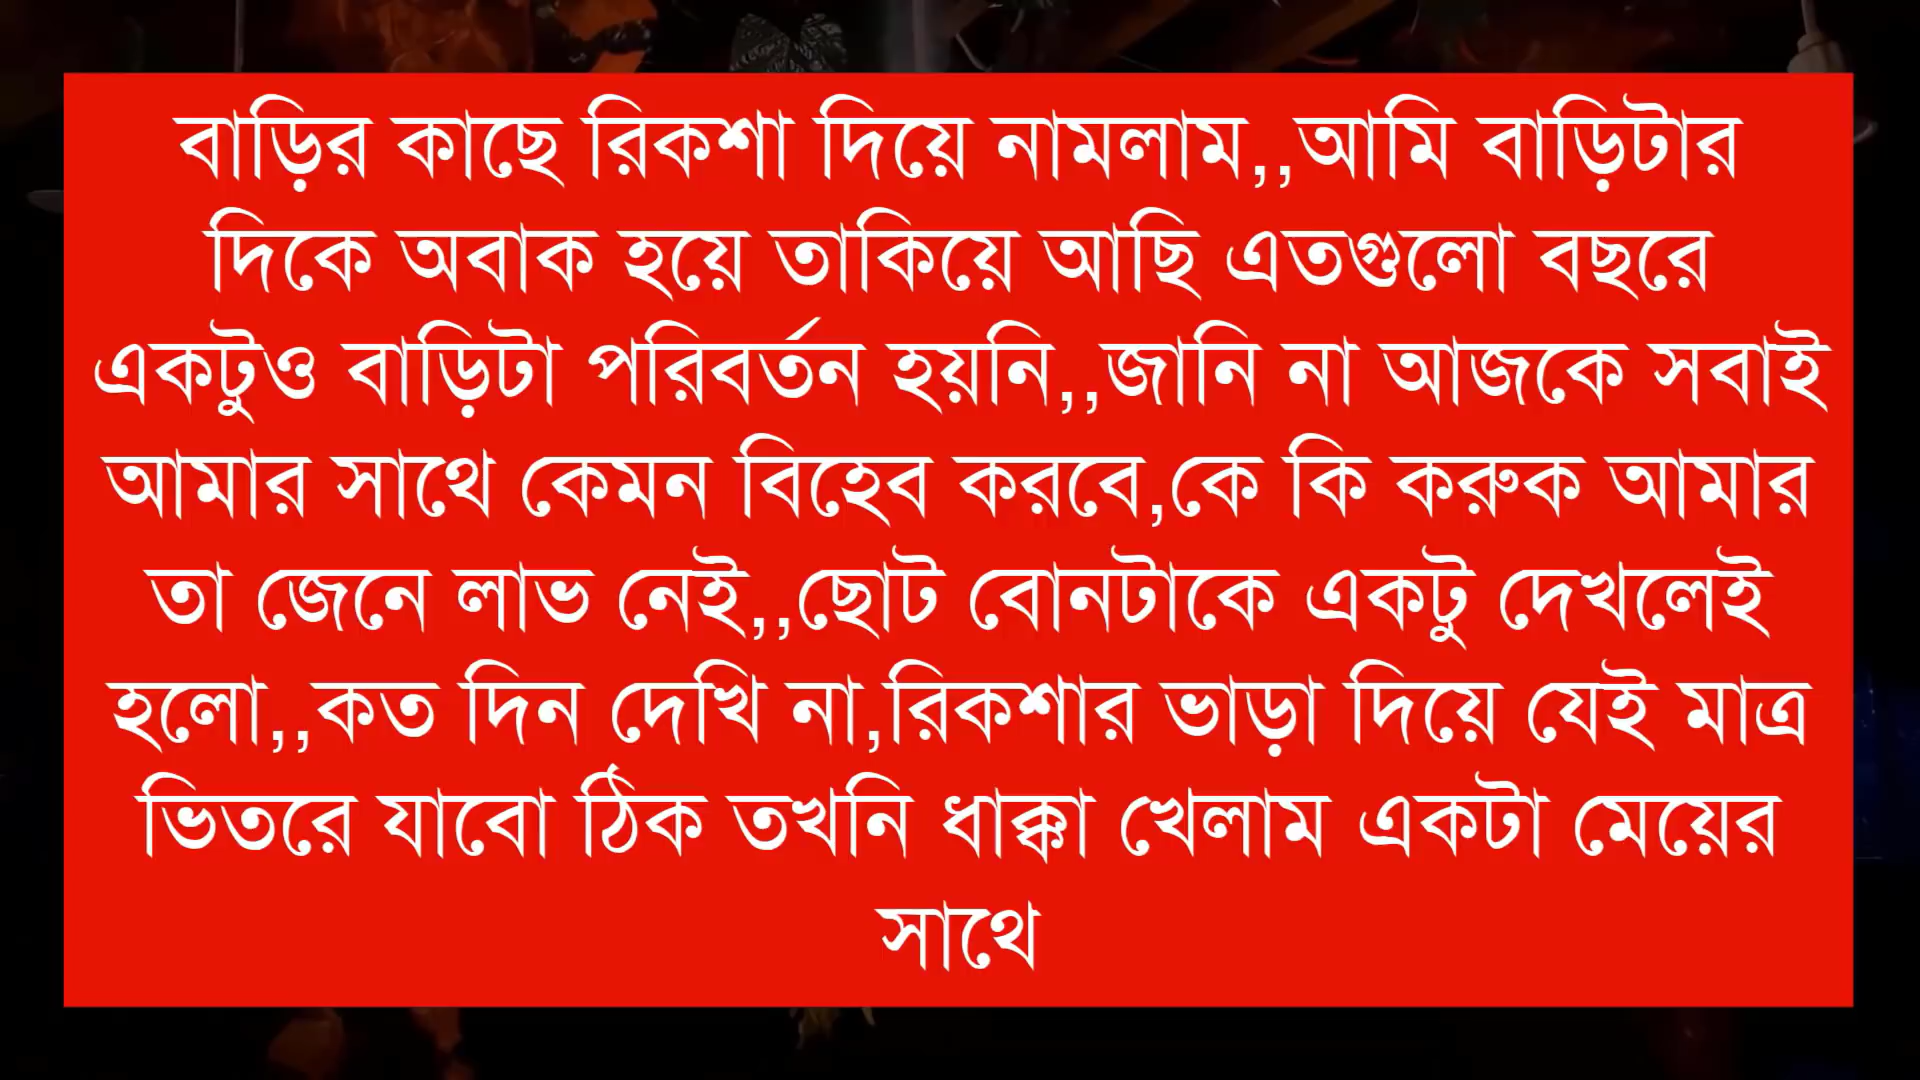 বাড়ির কাছে রিকশা দিয়ে নামলাম,,আমি বাড়িটার
দিকে অবাক হয়ে তাকিয়ে আছি এতগুলো বছরে
একটুও বাড়িটা পরিবর্তন হয়নি,,জানি না আজকে সবাই
আমার সাথে কেমন বিহেব করবে,কে কি করুক আমার
তা জেনে লাভ নেই,,ছোট বোনটাকে একটু দেখলেই
হলো,,কত দিন দেখি না,রিকশার ভাড়া দিয়ে যেই মাত্র
ভিতরে যাবো ঠিক তখনি ধাক্কা খেলাম একটা মেয়ের
সাথে